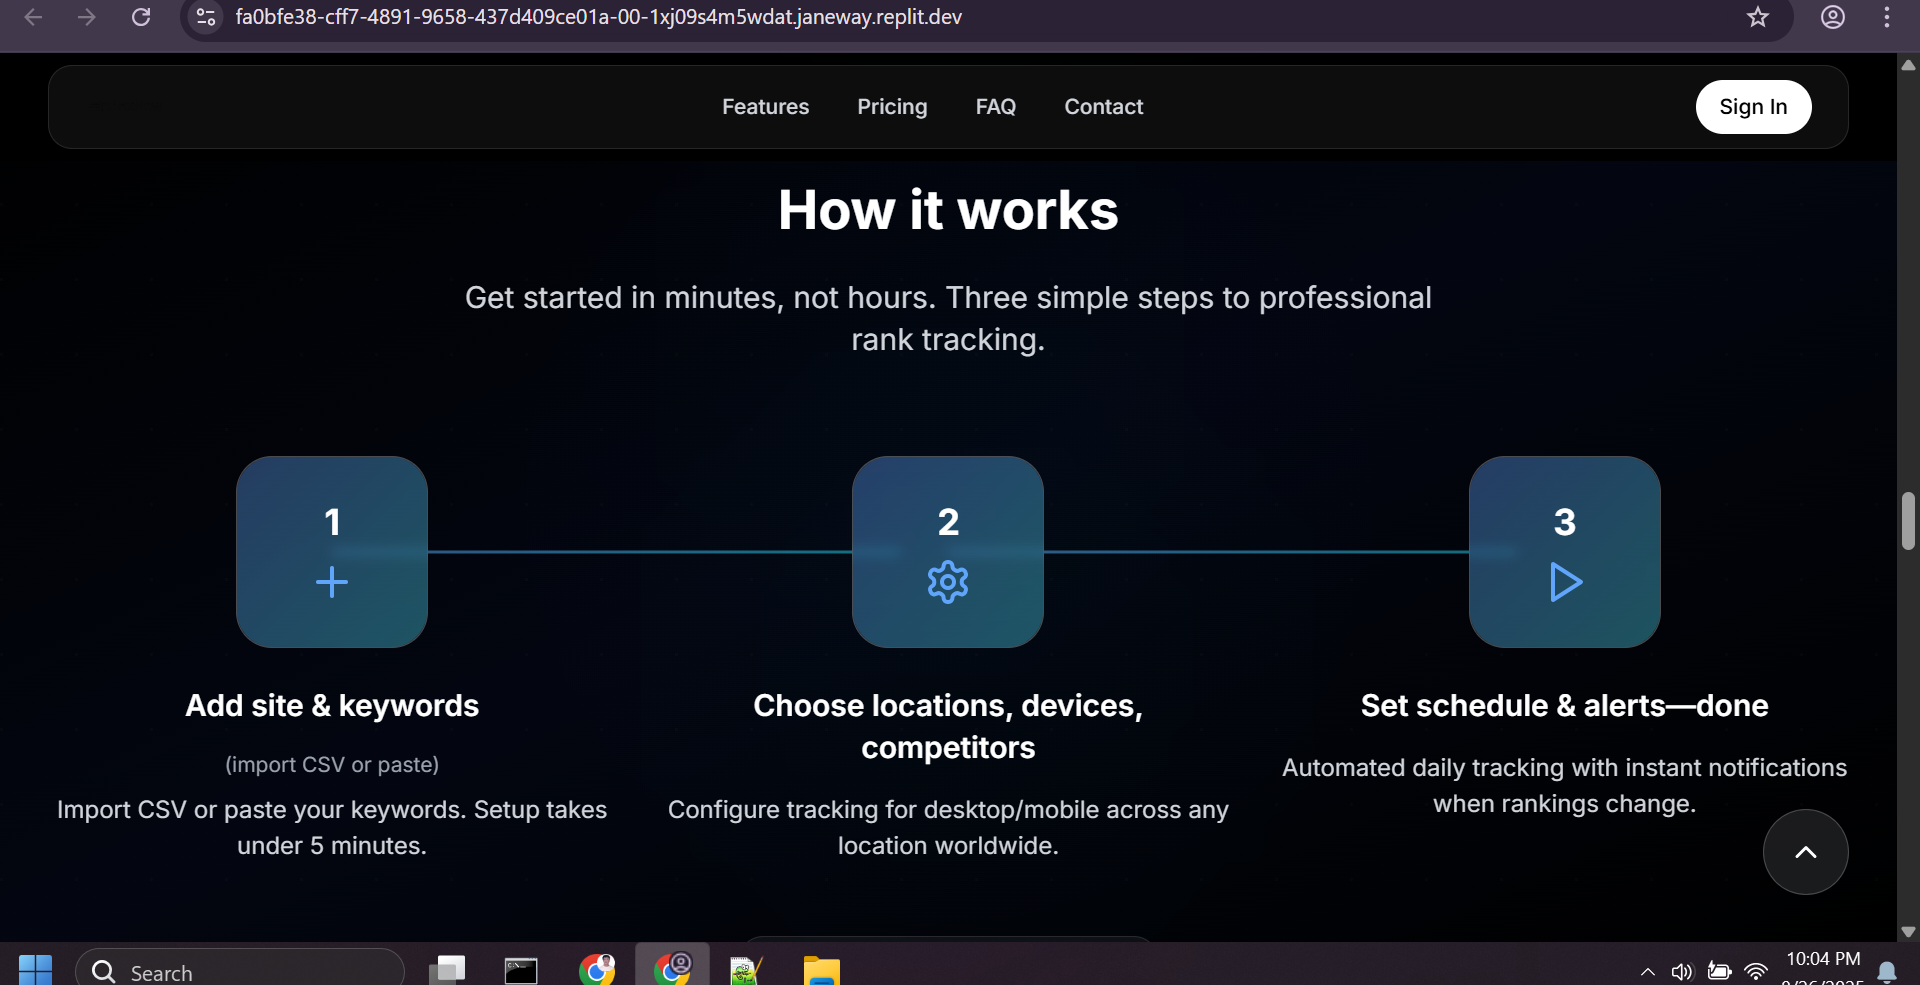 fa0bfe38-cff7-4891-9658-437d409ce01a-00-1xj09s4m5wdat.janeway.replit.dev
Features Pricing FAQ Contact Sign In
How it works
Get started in minutes, not hours. Three simple steps to professional
rank tracking.
1
2
3
Add site & keywords
(import CSV or paste)
Import CSV or paste your keywords. Setup takes
under 5 minutes.
Choose locations, devices,
competitors
Configure tracking for desktop/mobile across any
location worldwide.
Set schedule & alerts—done
Automated daily tracking with instant notifications
when rankings change.
Search
10:04 PM